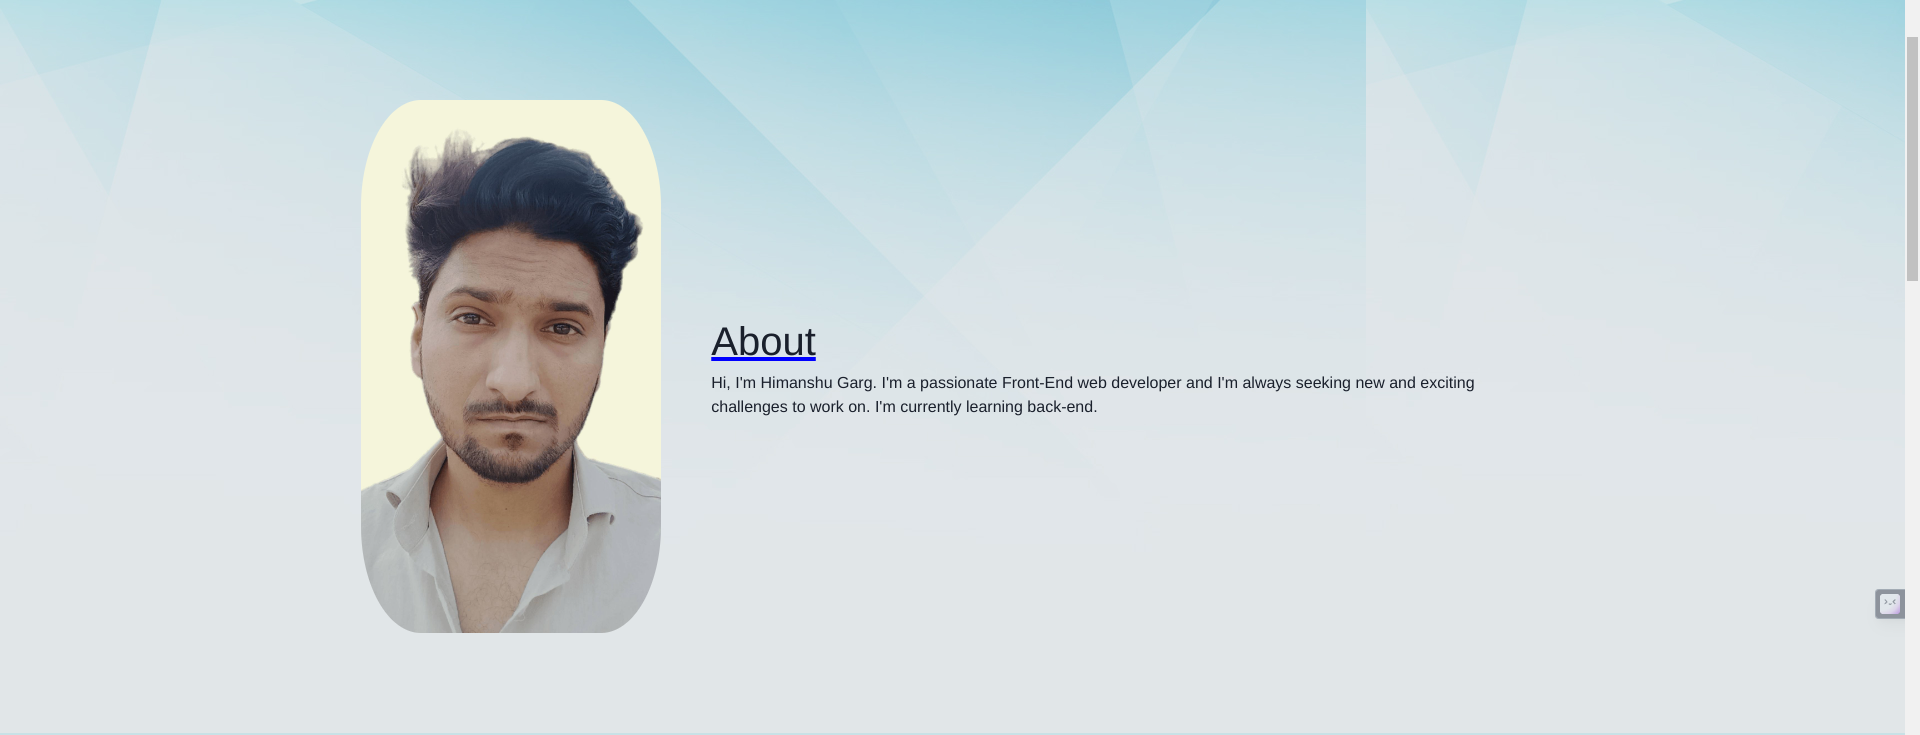 About
Hi, I'm Himanshu Garg. I'm a passionate Front-End web developer and I'm always seeking new and exciting
challenges to work on. I'm currently learning back-end.